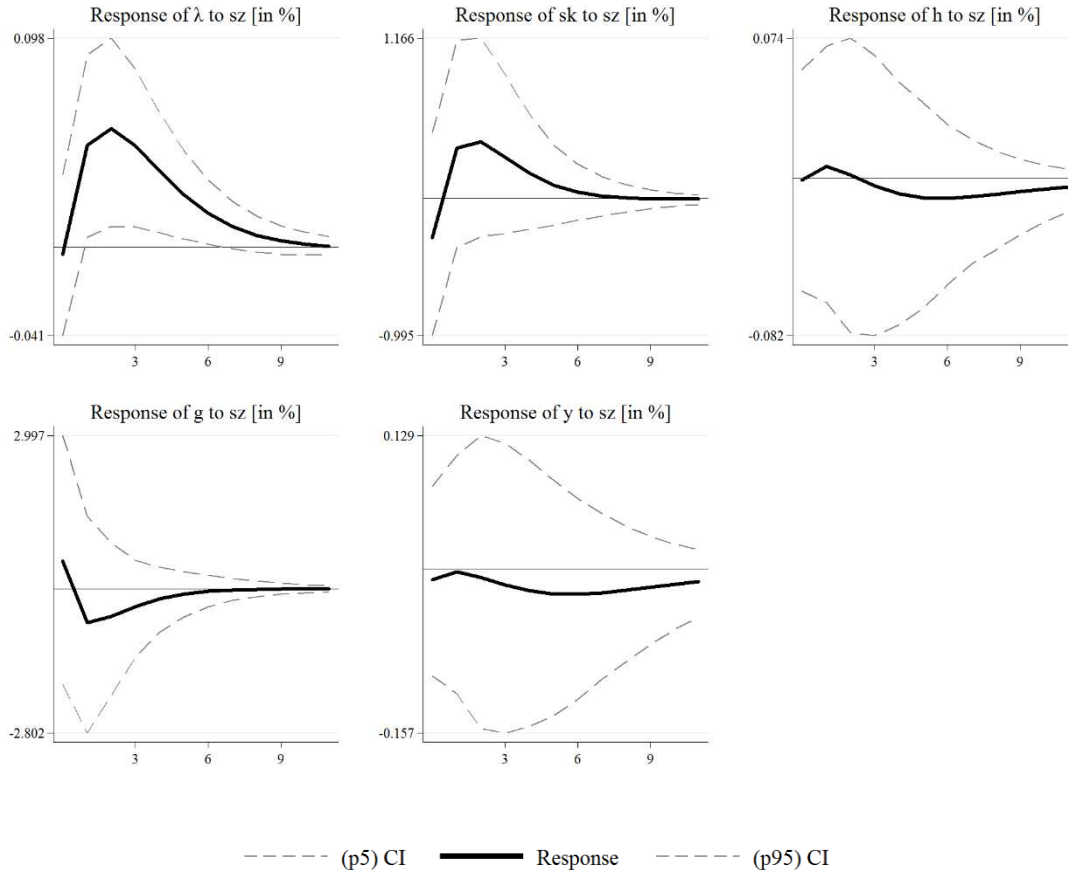 Response of λ to sz [in %]
0.098
-0.041
3 6 9
Response of sk to sz [in %]
1.166
-0.995
3 6 9
Response of h to sz [in %]
0.074
-0.082
3 6 9
Response of g to sz [in %]
2.997
-2.802
3 6 9
Response of y to sz [in %]
0.129
-0.157
3 6 9
(p5) CI Response (p95) CI